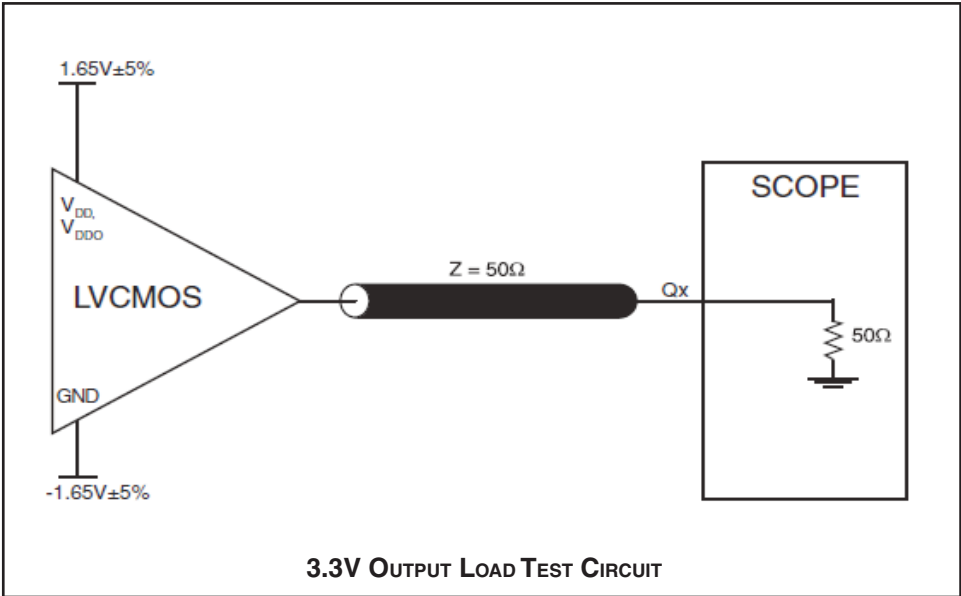 1.65V±5%
SCOPE
VDD,
VDDO
Z = 50Ω
LVCMOS
Qx
50Ω
GND
-1.65V±5%
3.3V OUTPUT LOAD TEST CIRCUIT